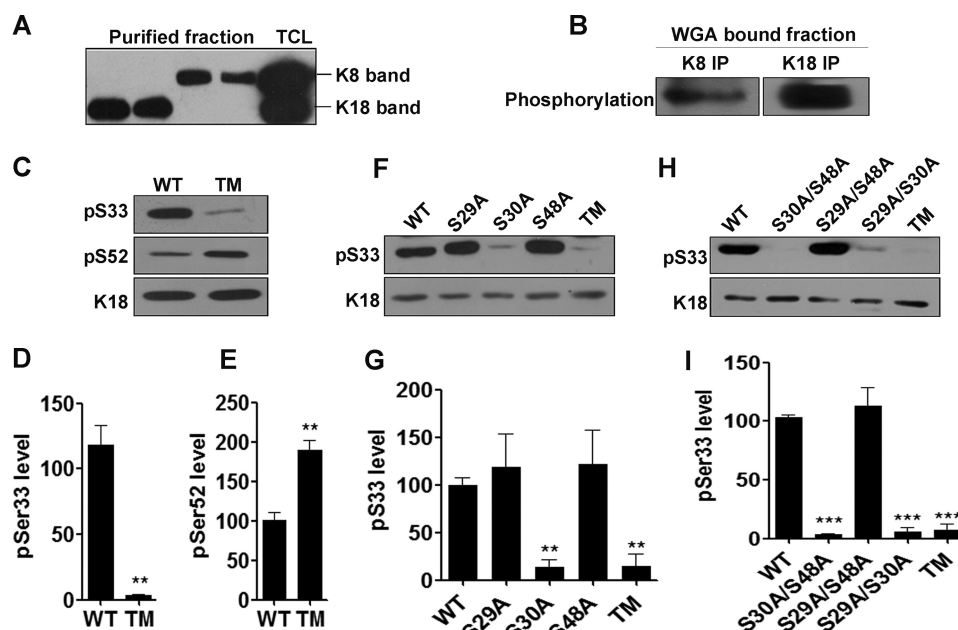 A
Purified fraction TCL
K8 band
K18 band
B
WGA bound fraction
K8 IP K18 IP
Phosphorylation
C
WT TM
pS33
pS52
K18
F
WT S29A S30A S48A TM
pS33
K18
H
WT S30A/S48A S29A/S48A S29A/S30A TM
pS33
K18
D
pSer33 level
150
100
50
0
**
WT TM
E
pSer52 level
250
200
150
100
50
0
**
WT TM
G
pS33 level
200
150
100
50
0
** **
WT S29A S30A S48A TM
I
pSer33 level
150
100
50
0
*** *** ***
WT S30A/S48A S29A/S48A S29A/S30A TM